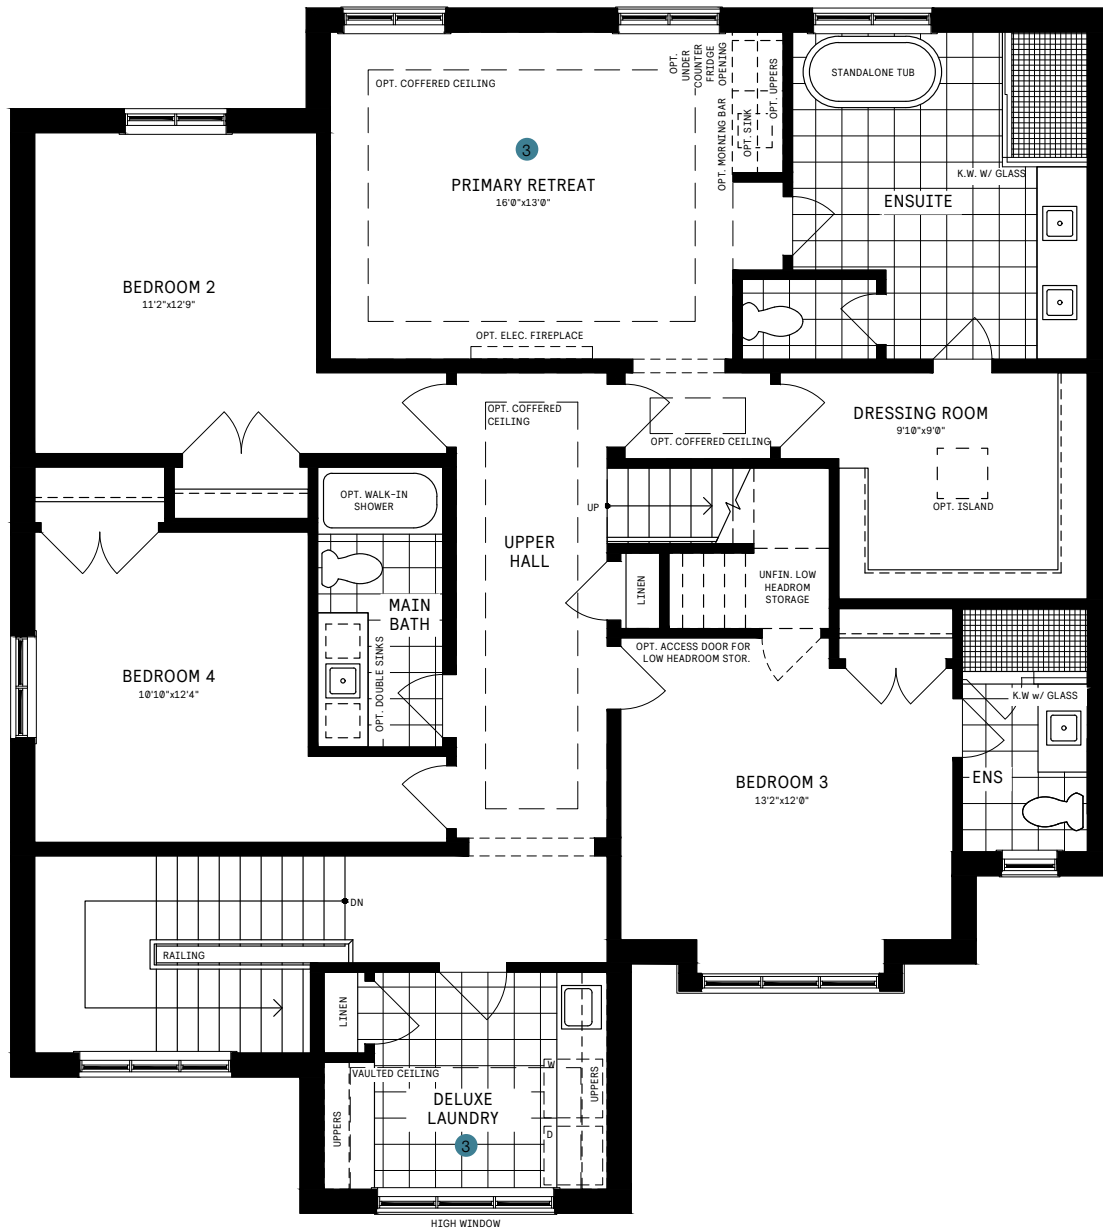 OPT. COFFERED CEILING
OPT. UNDER COUNTER FRIDGE OPENING
OPT. UPPERS
OPT. MORNING BAR
OPT. SINK
3
PRIMARY RETREAT
16'0"x13'0"
OPT. ELEC. FIREPLACE
STANDALONE TUB
K.W. W/ GLASS
ENSUITE
BEDROOM 2
11'2"x12'9"
OPT. COFFERED
CEILING
OPT. COFFERED CEILING
DRESSING ROOM
9'10"x9'0"
OPT. ISLAND
OPT. WALK-IN
SHOWER
UP
UPPER
HALL
LINEN
UNFIN. LOW
HEADROM
STORAGE
MAIN
BATH
OPT. DOUBLE SINKS
OPT. ACCESS DOOR FOR
LOW HEADROOM STOR.
BEDROOM 4
10'10"x12'4"
K.W w/ GLASS
ENS
BEDROOM 3
13'2"x12'0"
DN
RAILING
LINEN
VAULTED CEILING
W
UPPERS
DELUXE
LAUNDRY
UPPERS
D
3
HIGH WINDOW